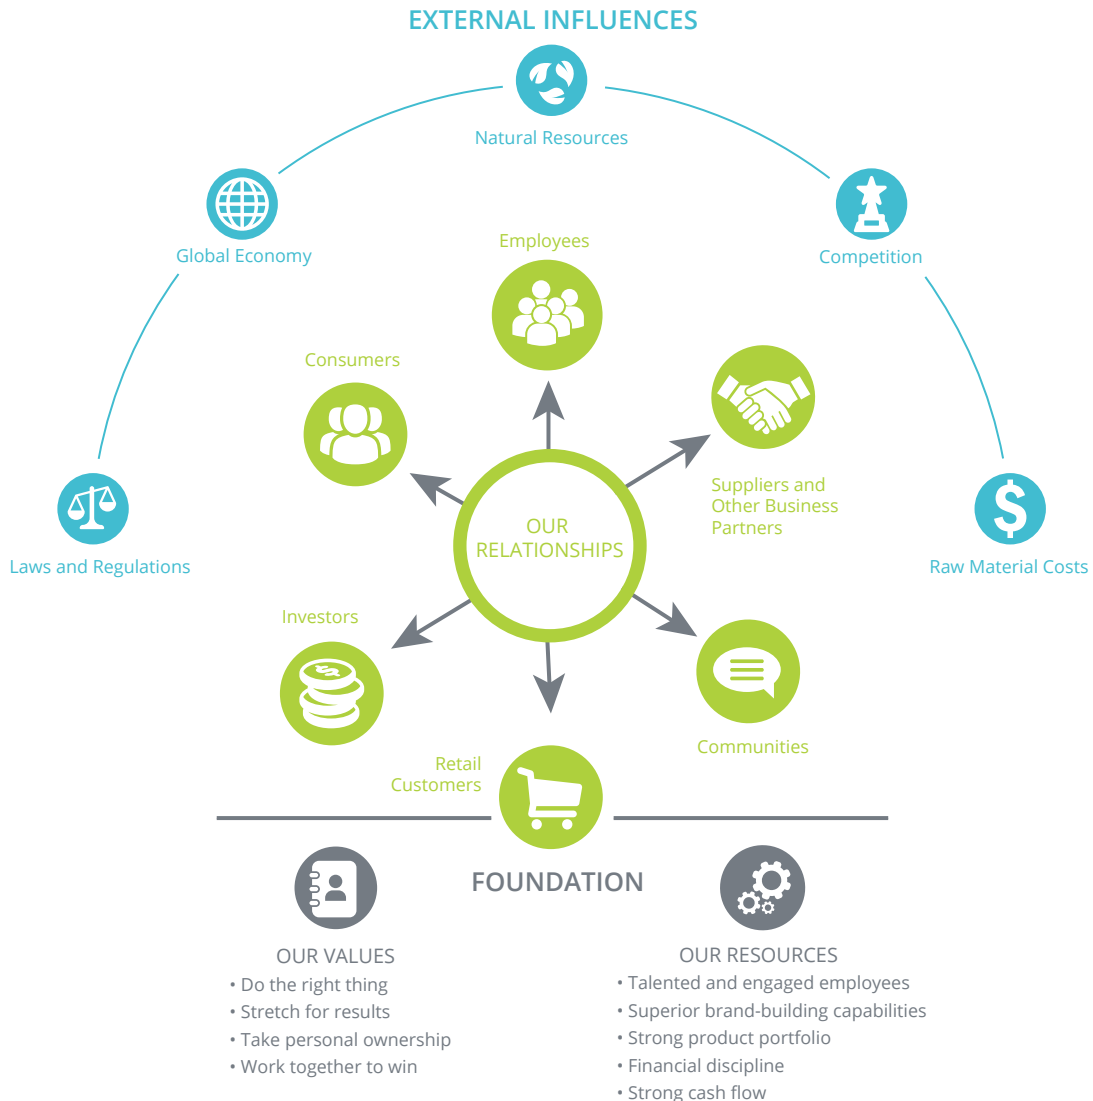 EXTERNAL INFLUENCES
Natural Resources
Global Economy
Competition
Laws and Regulations
Raw Material Costs
Employees
Consumers
Suppliers and
Other Business
Partners
OUR
RELATIONSHIPS
Investors
Communities
Retail
Customers
FOUNDATION
OUR VALUES
• Do the right thing
• Stretch for results
• Take personal ownership
• Work together to win
OUR RESOURCES
• Talented and engaged employees
• Superior brand-building capabilities
• Strong product portfolio
• Financial discipline
• Strong cash flow